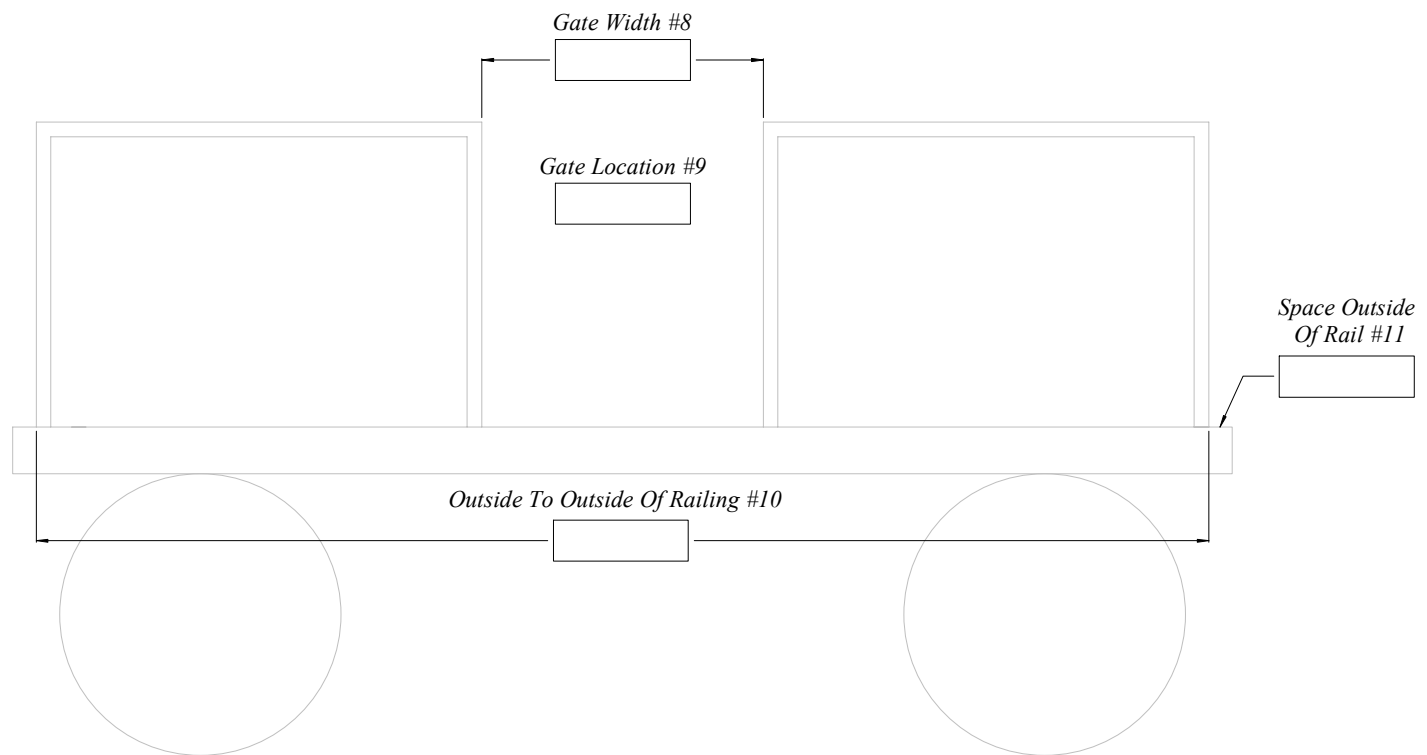 Gate Width #8
Gate Location #9
Space Outside
Of Rail #11
Outside To Outside Of Railing #10